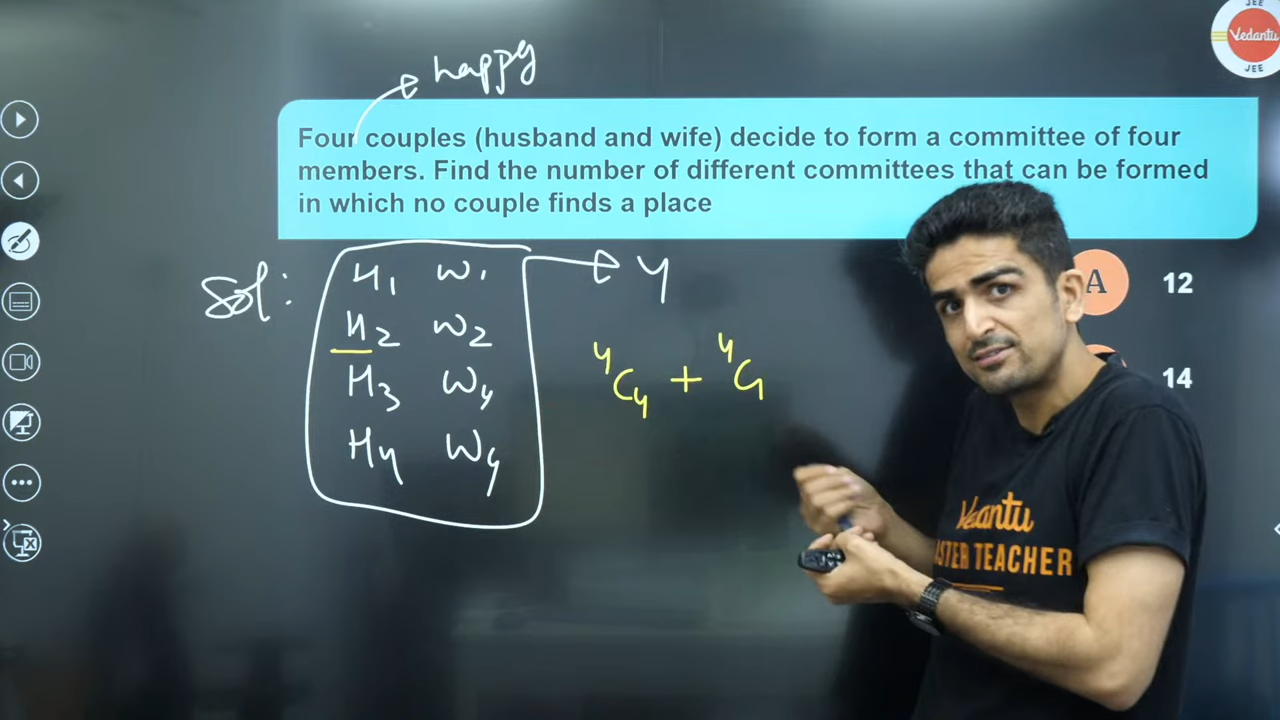 JEE
Vedantu
JEE
happy
Four couples (husband and wife) decide to form a committee of four
members. Find the number of different committees that can be formed
in which no couple finds a place
Sol:
H1 W1
H2 W2
H3 W4
H4 W4
4
4C4 + 4C1
A 12
14
Vedantu
ASTER TEACHER